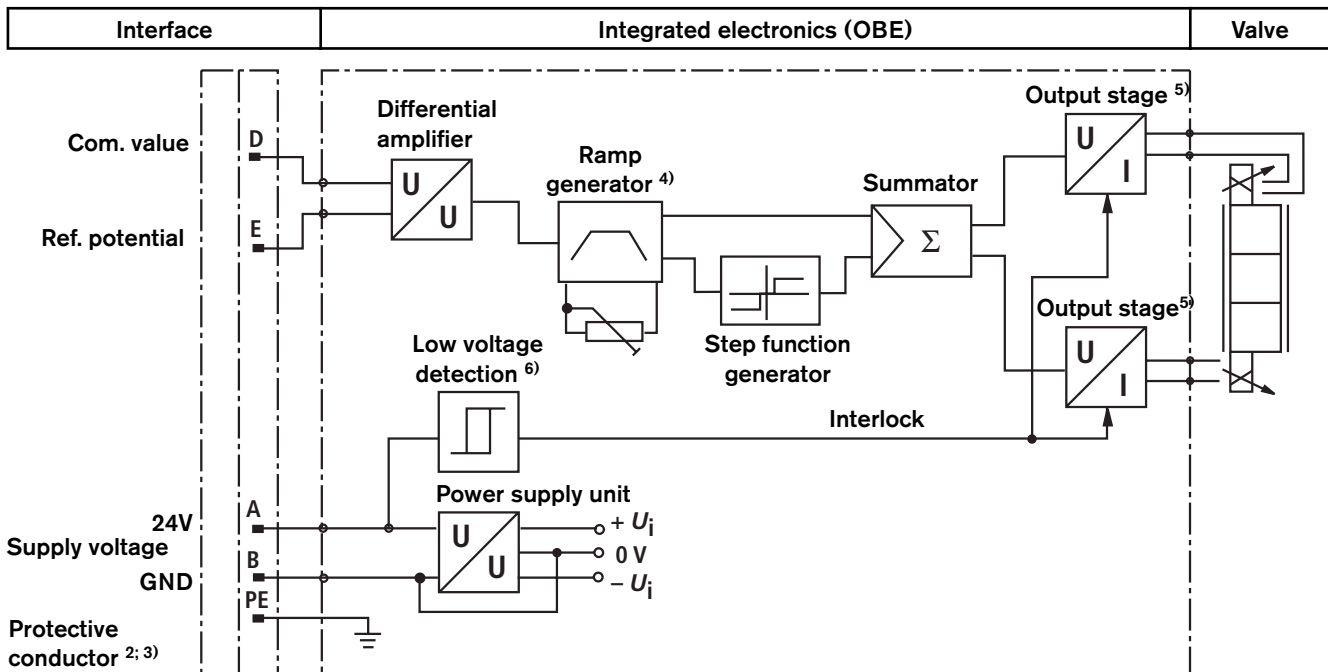 Interface
Integrated electronics (OBE)
Valve
Differential
amplifier
Output stage 5)
Com. value
D
U
U
Ramp
generator 4)
Summator
U
I
Ref. potential
E
Σ
Output stage5)
Low voltage
detection 6)
Step function
generator
U
I
Interlock
Power supply unit
24V
A
U
U
+ Ui
Supply voltage
0 V
GND
B
– Ui
PE
Protective
conductor 2; 3)